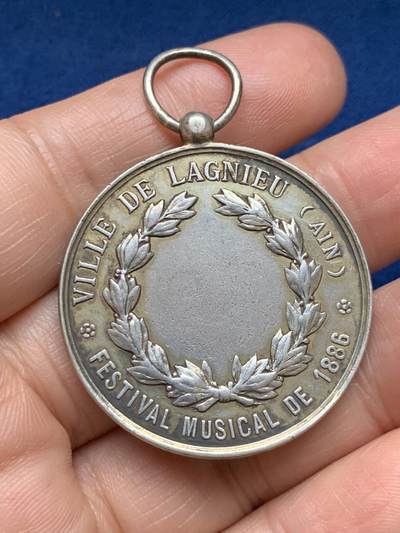 VILLE DE LAGNIEU (AIN)
FESTIVAL MUSICAL DE 1886